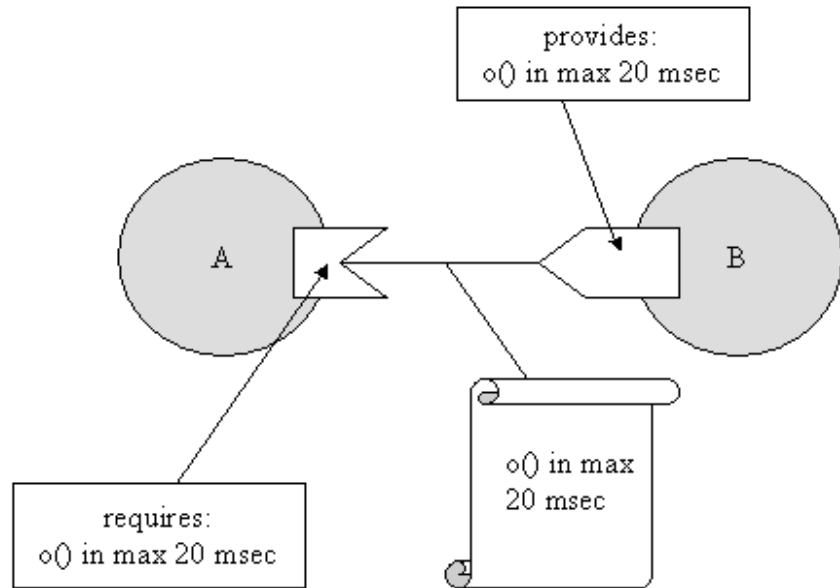 provides:
o() in max 20 msec
A
B
o() in max
20 msec
requires:
o() in max 20 msec